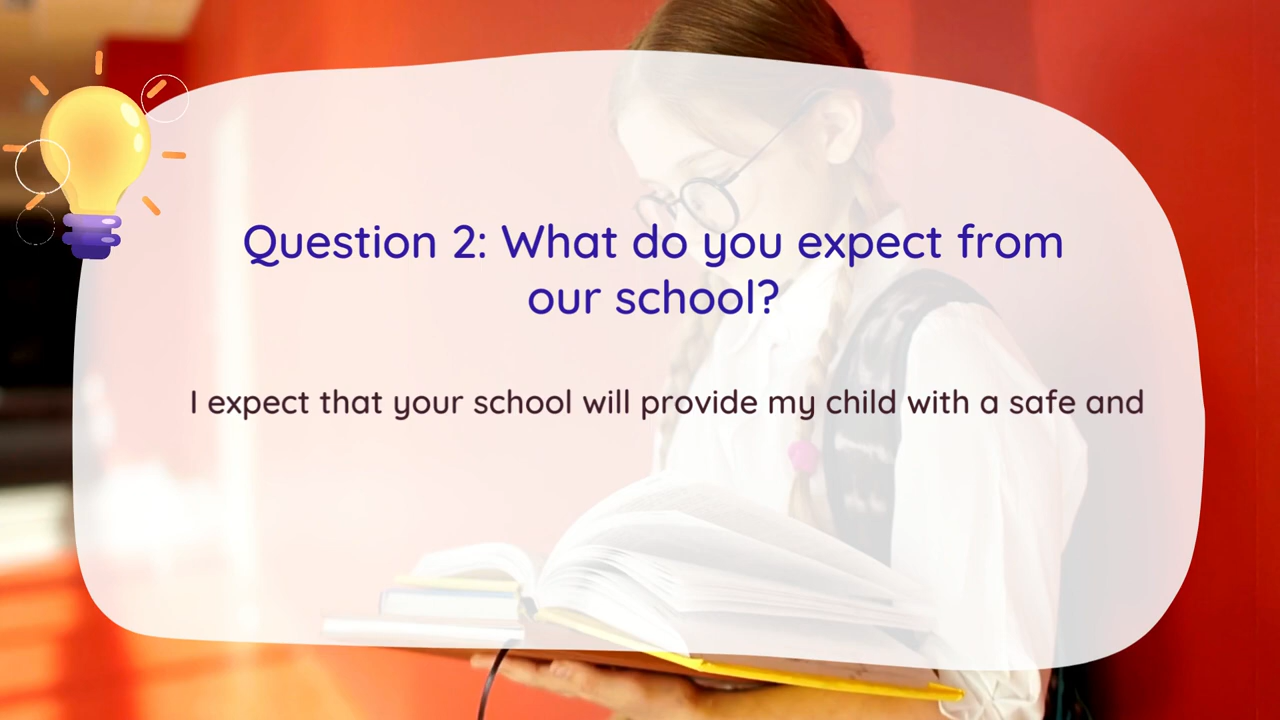 Question 2: What do you expect from
our school?
I expect that your school will provide my child with a safe and